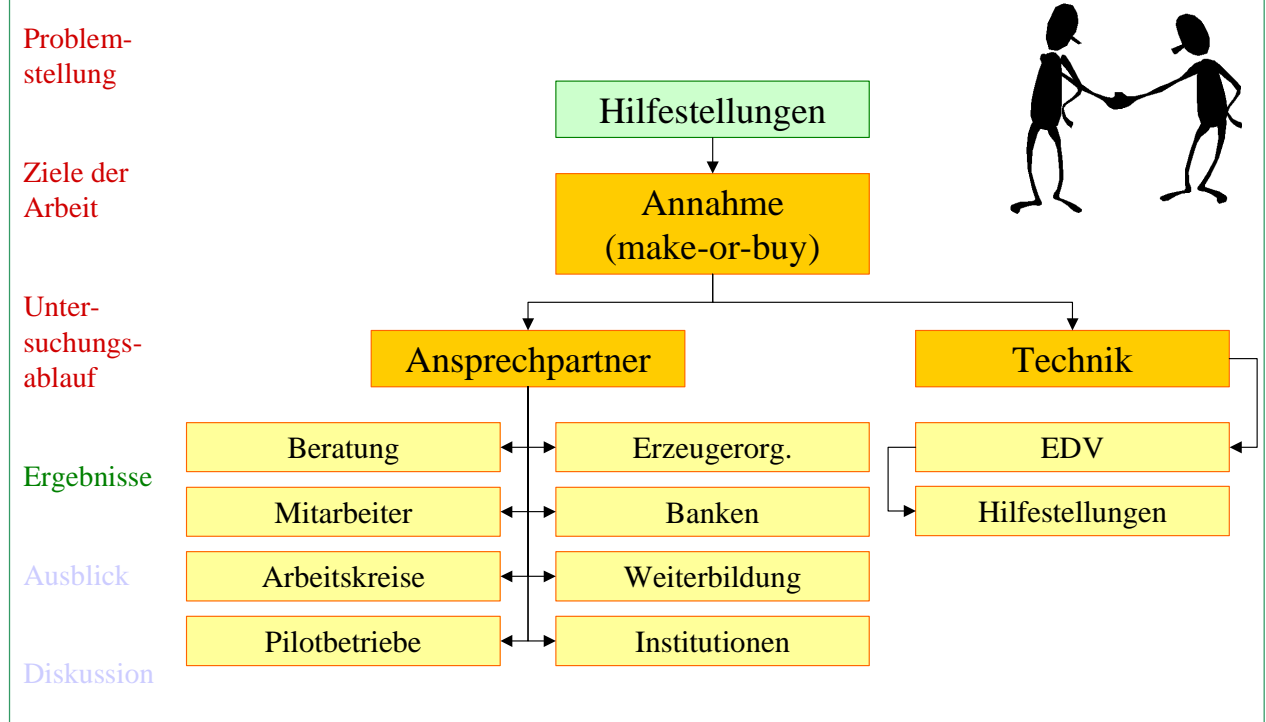 Problem-
stellung
Ziele der
Arbeit
Unter-
suchungs-
ablauf
Ergebnisse
Ausblick
Diskussion
Hilfestellungen
Annahme
(make-or-buy)
Ansprechpartner
Technik
Beratung
Erzeugerorg.
EDV
Mitarbeiter
Banken
Hilfestellungen
Arbeitskreise
Weiterbildung
Pilotbetriebe
Institutionen